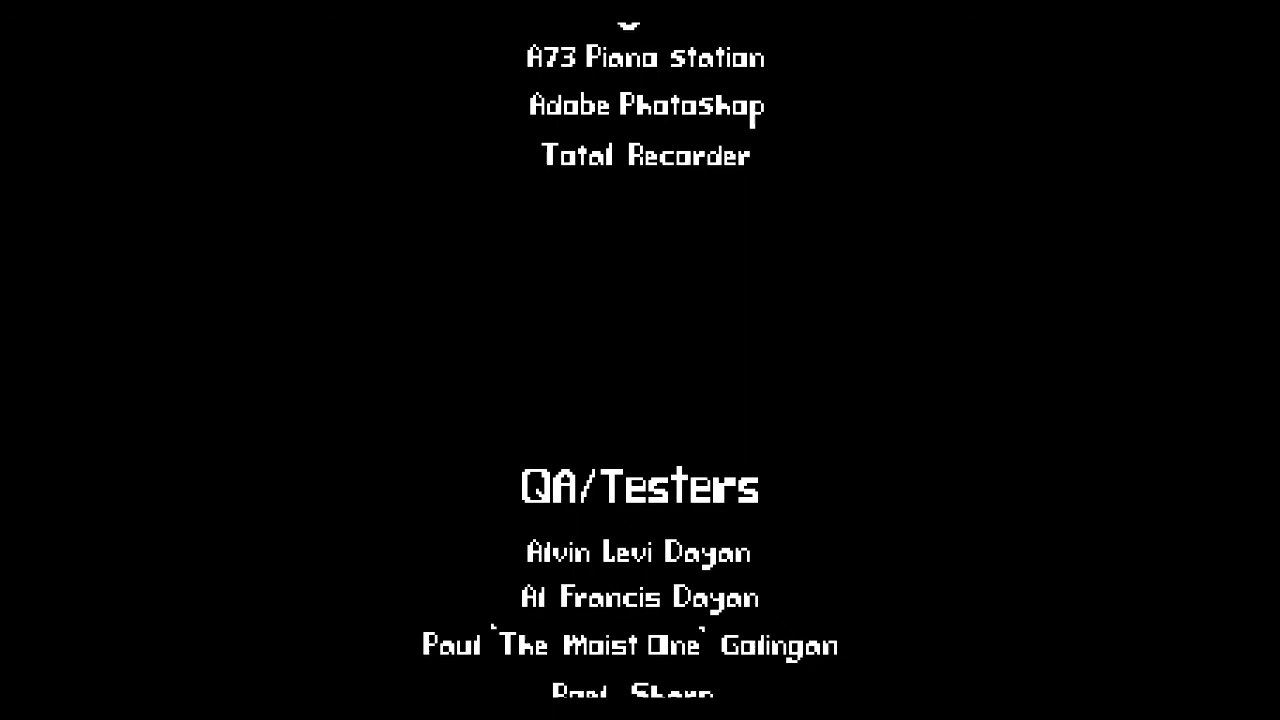 A73 Piano station
Adobe Photoshop
Total Recorder
QA/Testers
Alvin Levi Dayan
Al Francis Dayan
Paul 'The Moist One' Galingan